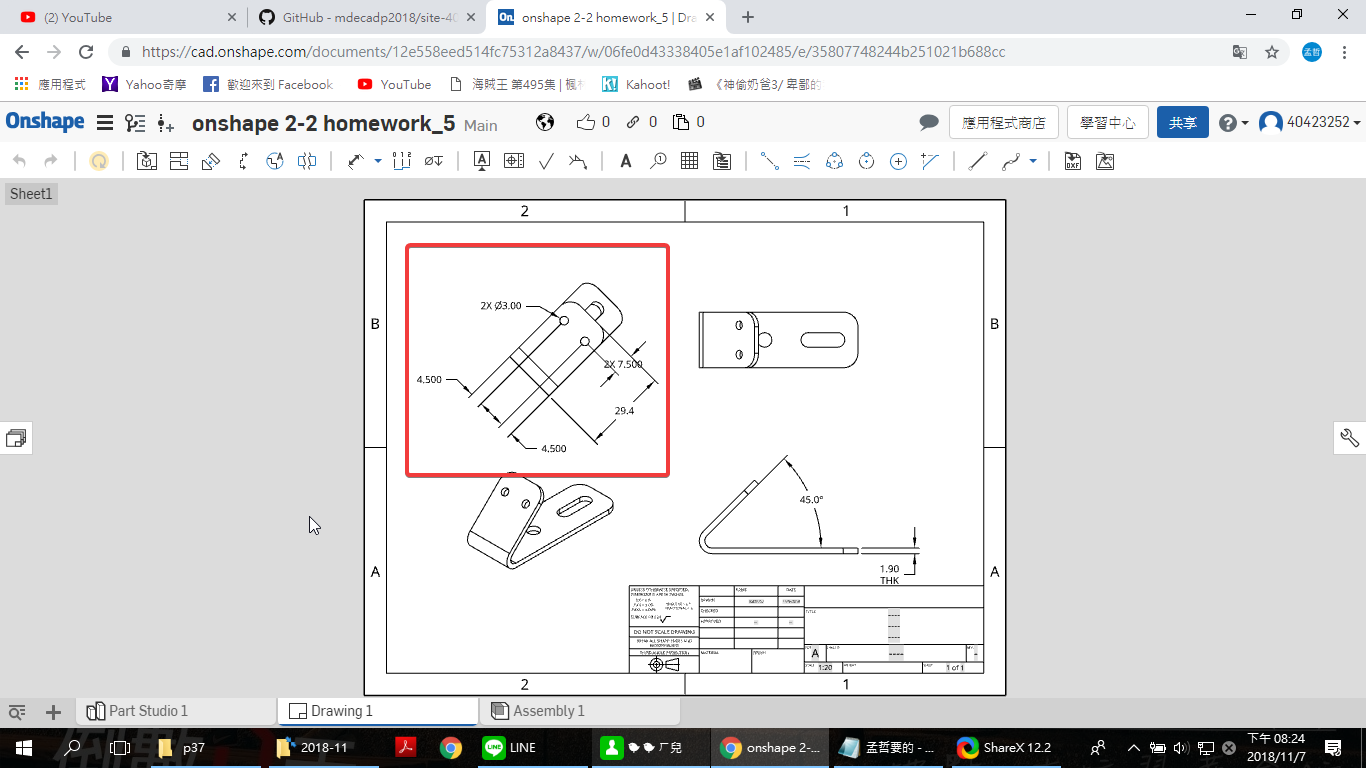 (2) YouTube
GitHub - mdecadp2018/site-40
onshape 2-2 homework_5 | Dra
https://cad.onshape.com/documents/12e558eed514fc75312a8437/w/06fe0d43338405e1af102485/e/35807748244b251021b688cc
孟哲
應用程式
Yahoo奇摩
歡迎來到 Facebook
YouTube
海賊王 第495集 | 楓林
Kahoot!
《神偷奶爸3/ 卑鄙的
Onshape
onshape 2-2 homework_5 Main
0
0
0
應用程式商店
學習中心
共享
40423252
Sheet1
2
1
B
B
2X Ø3.00
4.500
2X 7.500
29.4
4.500
45.0°
1.90
THK
A
A
DO NOT SCALE DRAWING
A
1:20
1 of 1
2
1
Part Studio 1
Drawing 1
Assembly 1
p37
2018-11
LINE
onshape 2-...
孟哲要的 - ...
ShareX 12.2
下午 08:24
2018/11/7